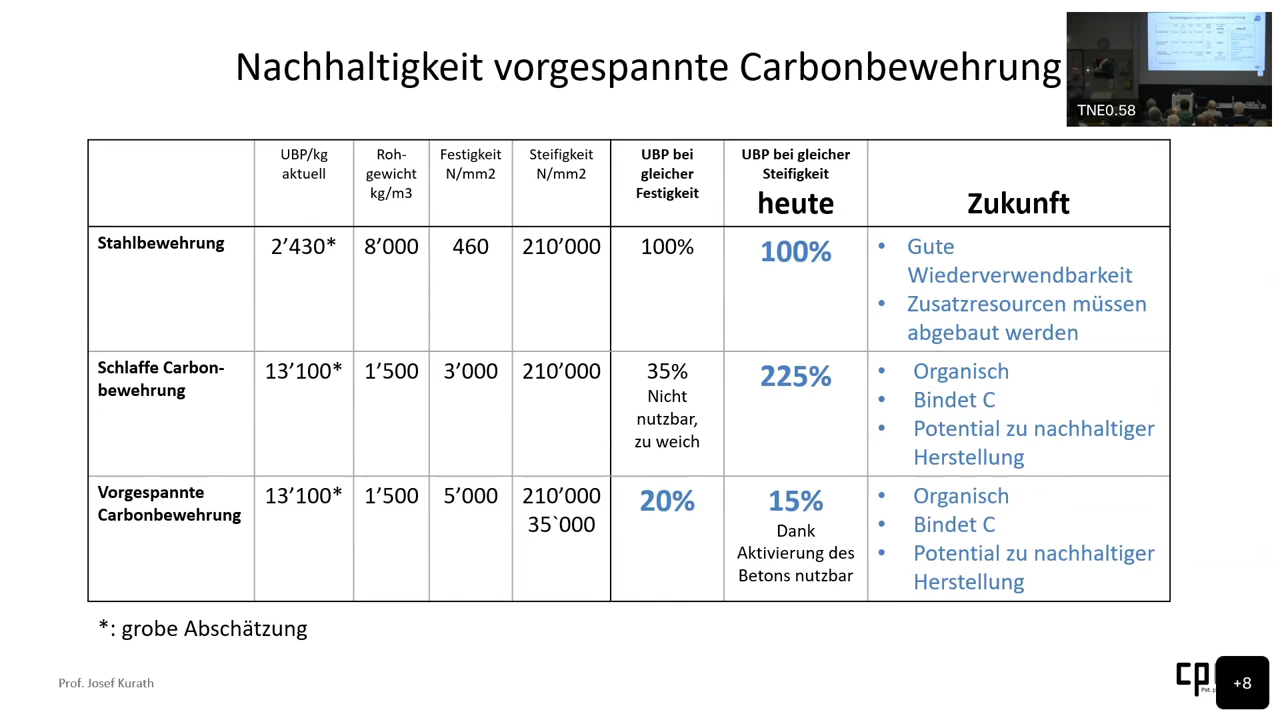 Nachhaltigkeit vorgespannte Carbonbewehrung
TNE0.58
UBP/kg
aktuell
Roh-
gewicht
kg/m3
Festigkeit
N/mm2
Steifigkeit
N/mm2
UBP bei
gleicher
Festigkeit
UBP bei gleicher
Steifigkeit
heute
Zukunft
Stahlbewehrung
2’430*
8’000
460
210’000
100%
100%
• Gute
Wiederverwendbarkeit
• Zusatzresourcen müssen
abgebaut werden
Schlaffe Carbon-
bewehrung
13’100*
1’500
3’000
210’000
35%
Nicht
nutzbar,
zu weich
225%
• Organisch
• Bindet C
• Potential zu nachhaltiger
Herstellung
Vorgespannte
Carbonbewehrung
13’100*
1’500
5’000
210’000
35`000
20%
15%
Dank
Aktivierung des
Betons nutzbar
• Organisch
• Bindet C
• Potential zu nachhaltiger
Herstellung
*: grobe Abschätzung
Prof. Josef Kurath
cp
+8